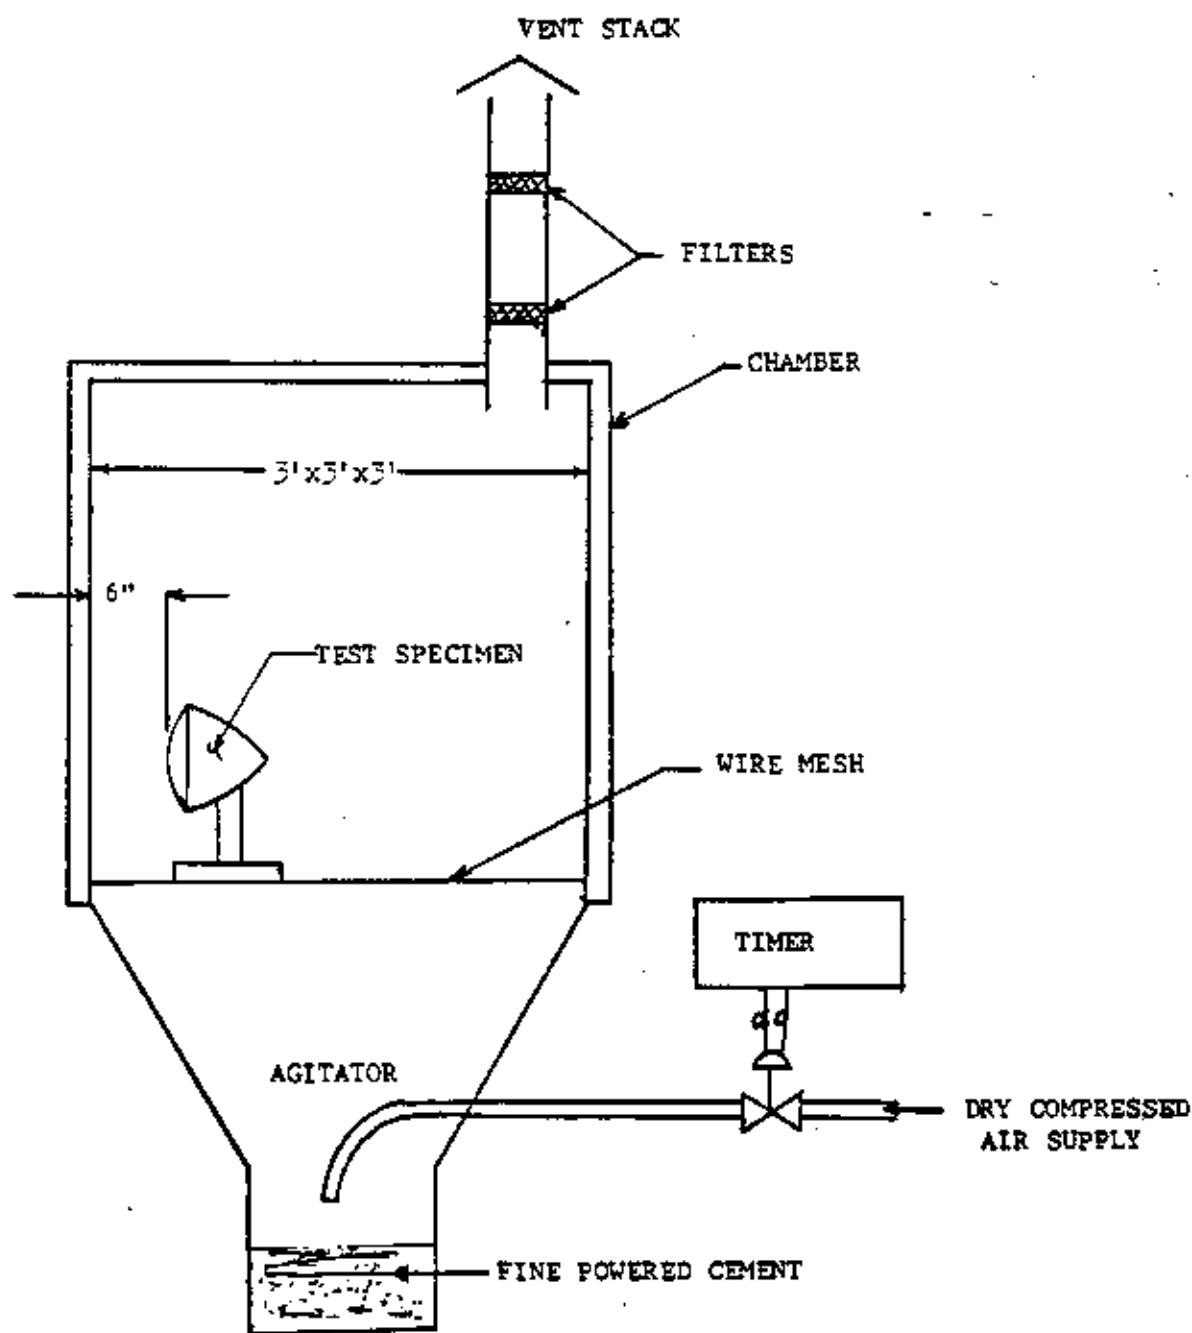 VENT STACK
FILTERS
CHAMBER
3'x3'x3'
6"
TEST SPECIMEN
WIRE MESH
TIMER
AGITATOR
DRY COMPRESSED
AIR SUPPLY
FINE POWERED CEMENT